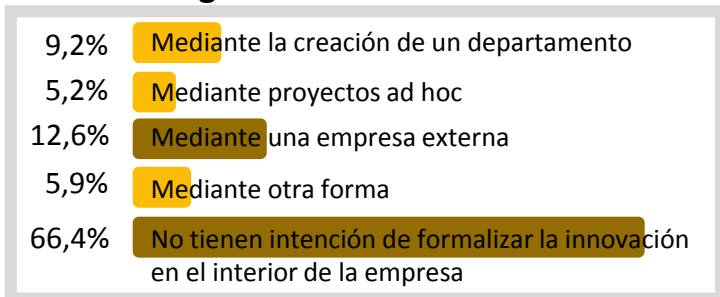 9,2% Mediante la creación de un departamento
5,2% Mediante proyectos ad hoc
12,6% Mediante una empresa externa
5,9% Mediante otra forma
66,4% No tienen intención de formalizar la innovación
en el interior de la empresa